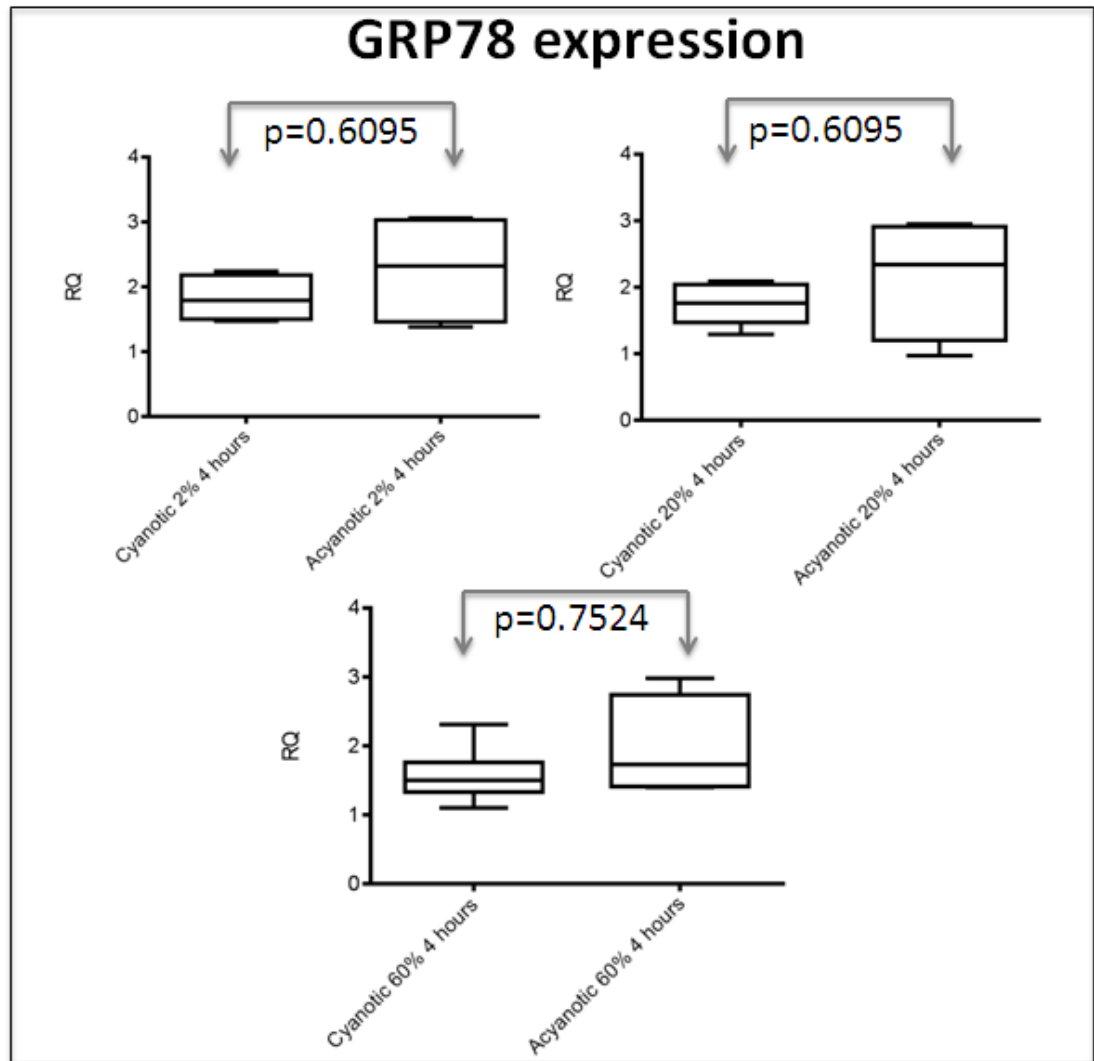 GRP78 expression
p=0.6095
4
3
2
1
0
RQ
Cyanotic 2% 4 hours
Acyanotic 2% 4 hours
p=0.6095
4
3
2
1
0
RQ
Cyanotic 20% 4 hours
Acyanotic 20% 4 hours
p=0.7524
4
3
2
1
0
RQ
Cyanotic 60% 4 hours
Acyanotic 60% 4 hours